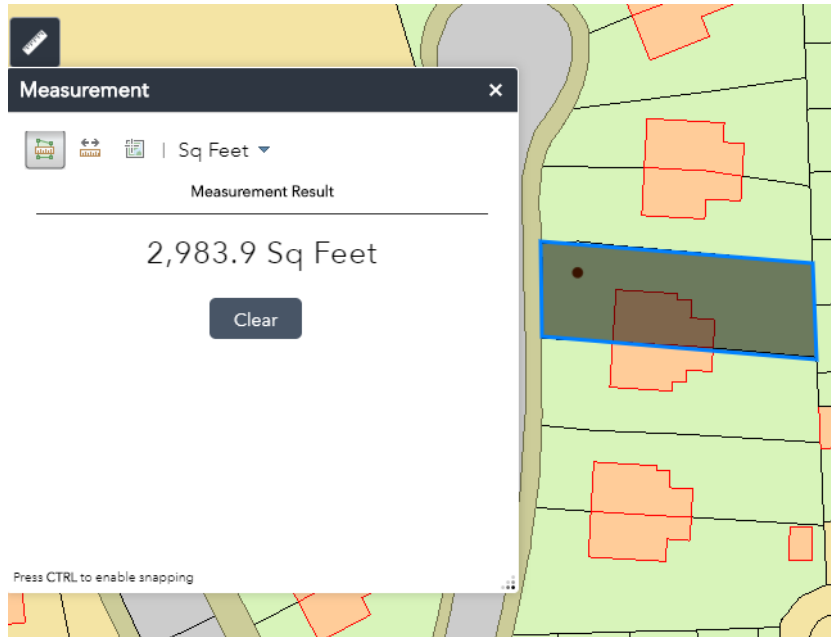 Measurement
Sq Feet
Measurement Result
2,983.9 Sq Feet
Clear
Press CTRL to enable snapping